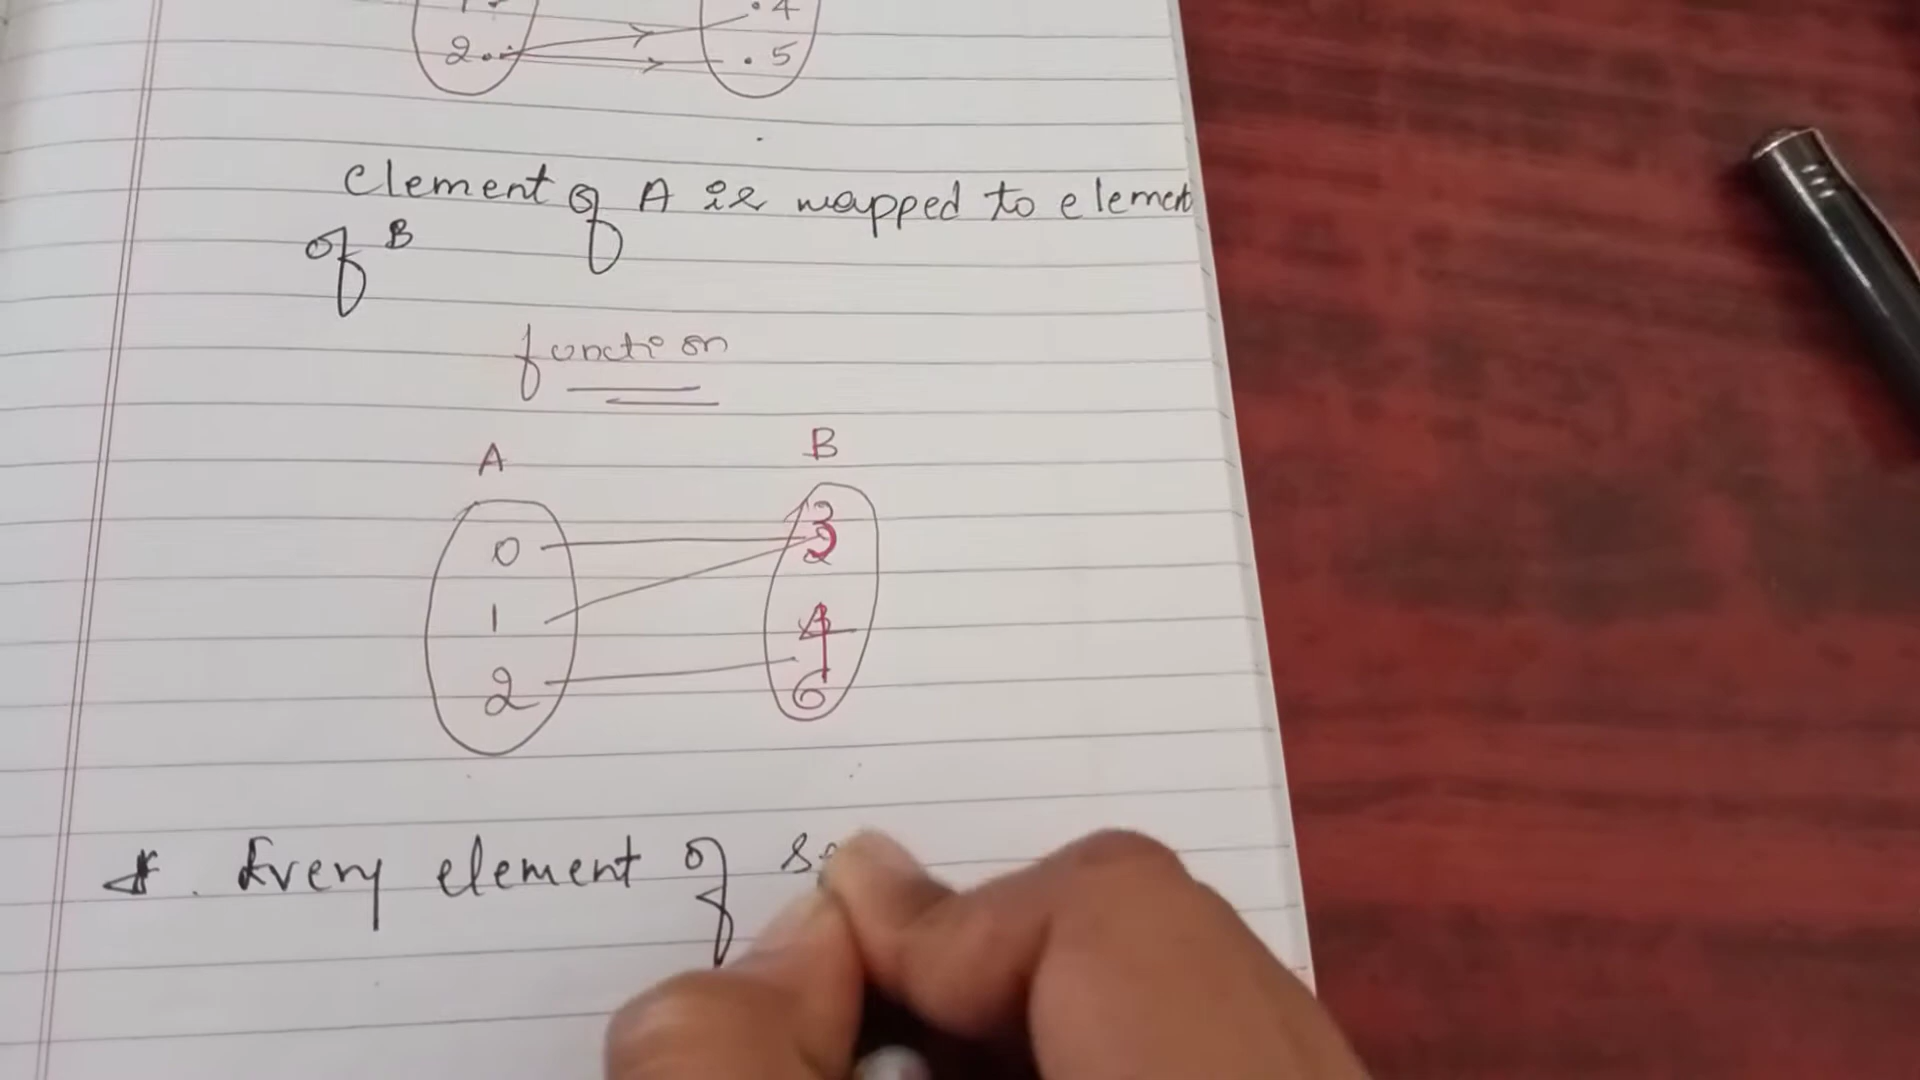 .4
2. .5
Element of A is mapped to element
of B
function
A B
0 3
1 4
2 6
*. Every element of